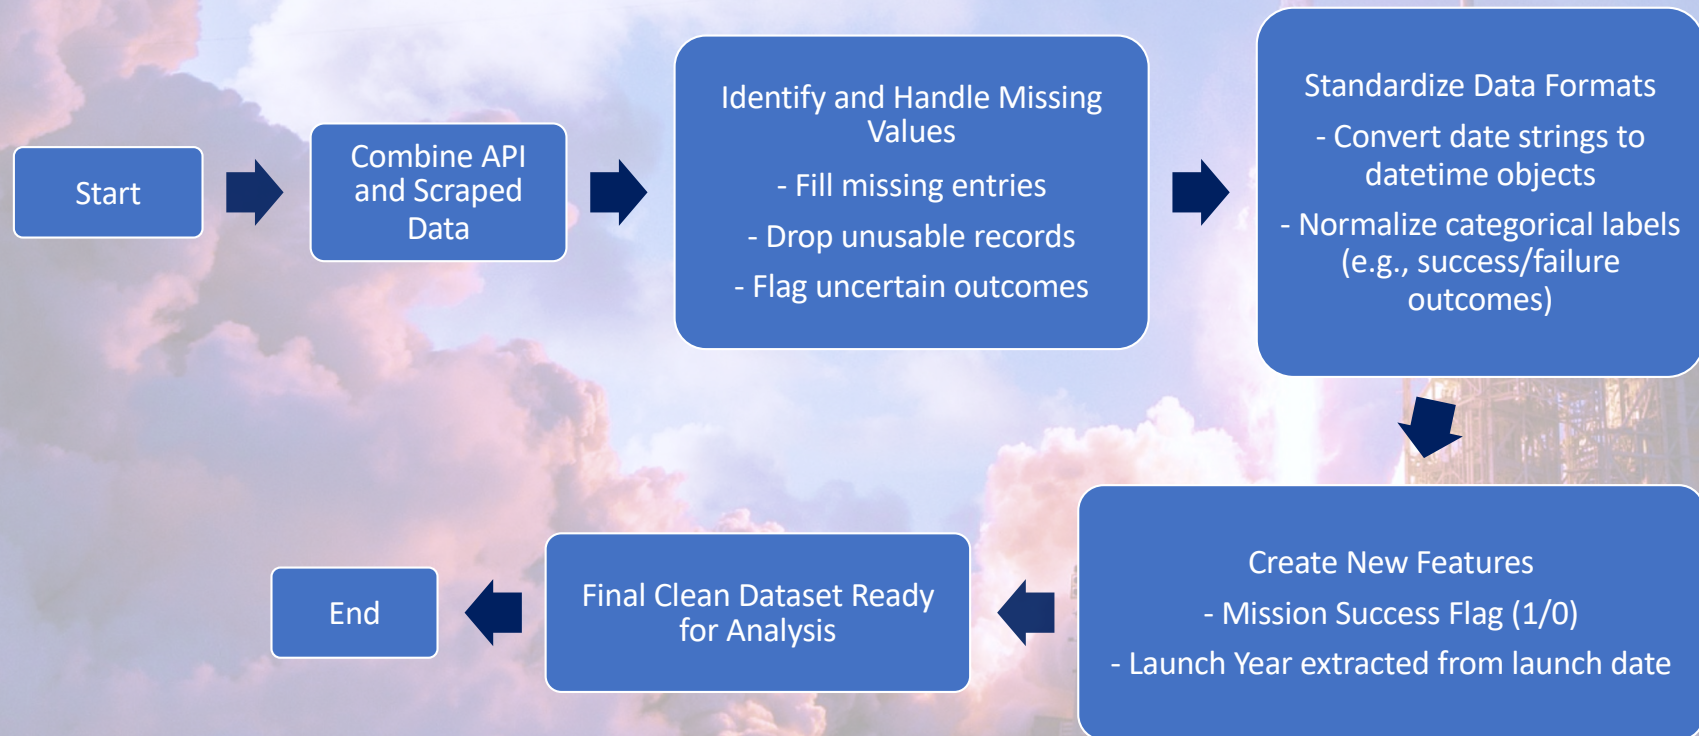 Start
Combine API
and Scraped
Data
Identify and Handle Missing
Values
- Fill missing entries
- Drop unusable records
- Flag uncertain outcomes
Standardize Data Formats
- Convert date strings to
datetime objects
- Normalize categorical labels
(e.g., success/failure
outcomes)
Create New Features
- Mission Success Flag (1/0)
- Launch Year extracted from launch date
Final Clean Dataset Ready
for Analysis
End